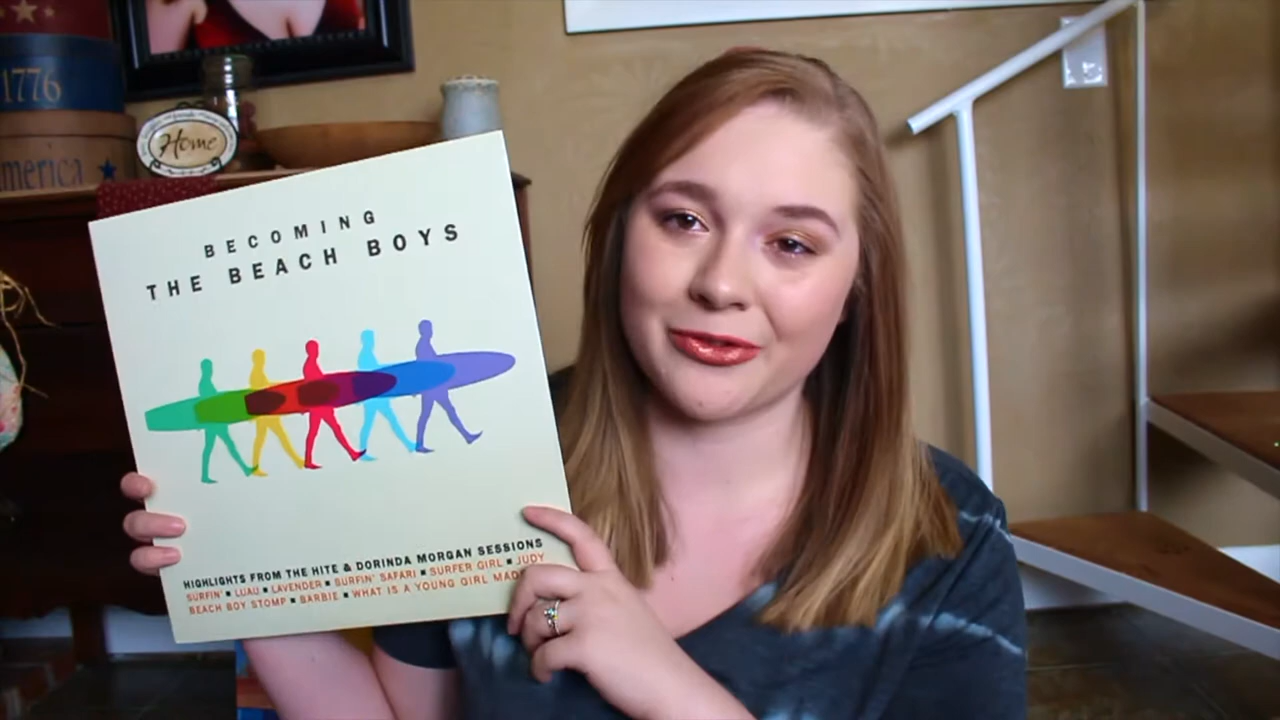 1776
America
Home
BECOMING
THE BEACH BOYS
HIGHLIGHTS FROM THE HITE & DORINDA MORGAN SESSIONS
SURFIN' ▪ LUAU ▪ LAVENDER ▪ SURFIN' SAFARI ▪ SURFER GIRL ▪ JUDY
BEACH BOY STOMP ▪ BARBIE ▪ WHAT IS A YOUNG GIRL MADE